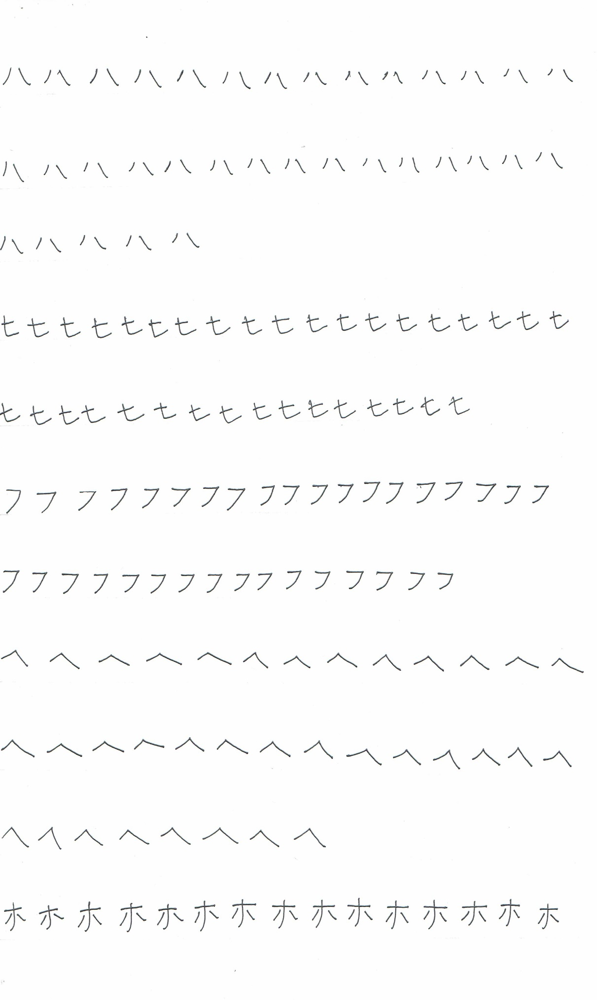 ハハハハハハハハハハハハハハ
ハハハハハハハハハハハハハハハ
ハハハハハ
ヒヒヒヒヒヒヒヒヒヒヒヒヒヒヒヒヒヒヒ
ヒヒヒヒヒヒヒヒヒヒヒヒヒヒヒヒ
フフフフフフフフフフフフフフフフフフフ
フフフフフフフフフフフフフフフフ
ヘヘヘヘヘヘヘヘヘヘヘヘヘ
ヘヘヘヘヘヘヘヘヘヘヘヘヘヘ
ヘヘヘヘヘヘヘヘ
ホホホホホホホホホホホホホホホ